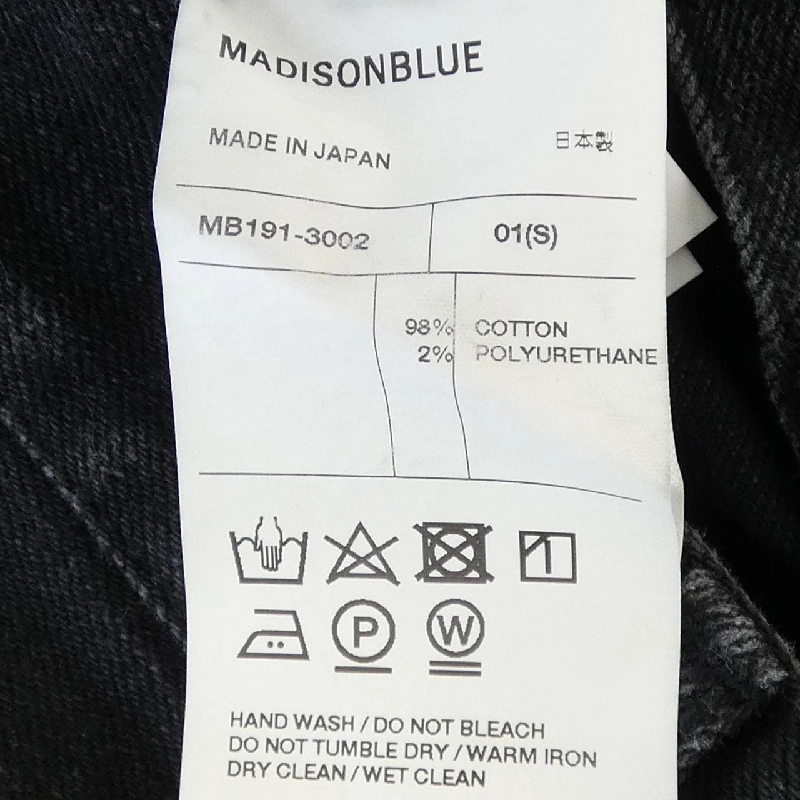 MADISONBLUE
MADE IN JAPAN 日本製
MB191-3002 01(S)
98% COTTON
2% POLYURETHANE
P W
HAND WASH / DO NOT BLEACH
DO NOT TUMBLE DRY / WARM IRON
DRY CLEAN / WET CLEAN